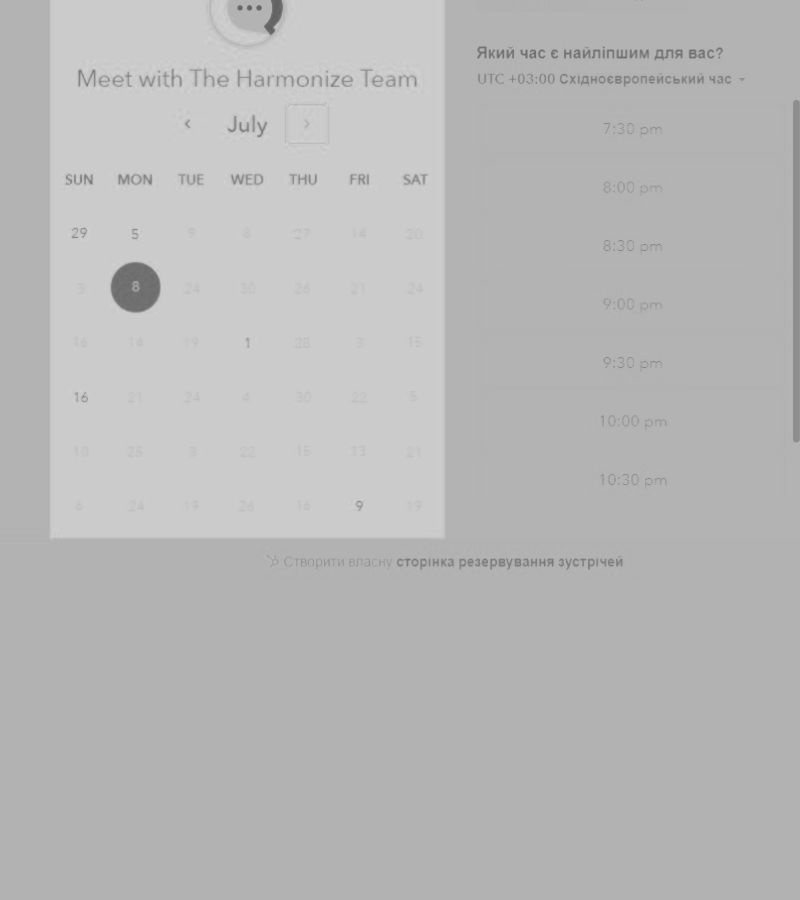 Meet with The Harmonize Team
‹ July ›
SUN MON TUE WED THU FRI SAT
29 5 9 8 27 14 20
3 8 24 30 26 21 24
16 14 19 1 28 3 15
16 21 24 4 30 22 5
10 25 3 22 15 13 21
6 24 19 26 16 9 19
Який час є найліпшим для вас?
UTC +03:00 Східноєвропейський час
7:30 pm
8:00 pm
8:30 pm
9:00 pm
9:30 pm
10:00 pm
10:30 pm
Створити власну сторінка резервування зустрічей